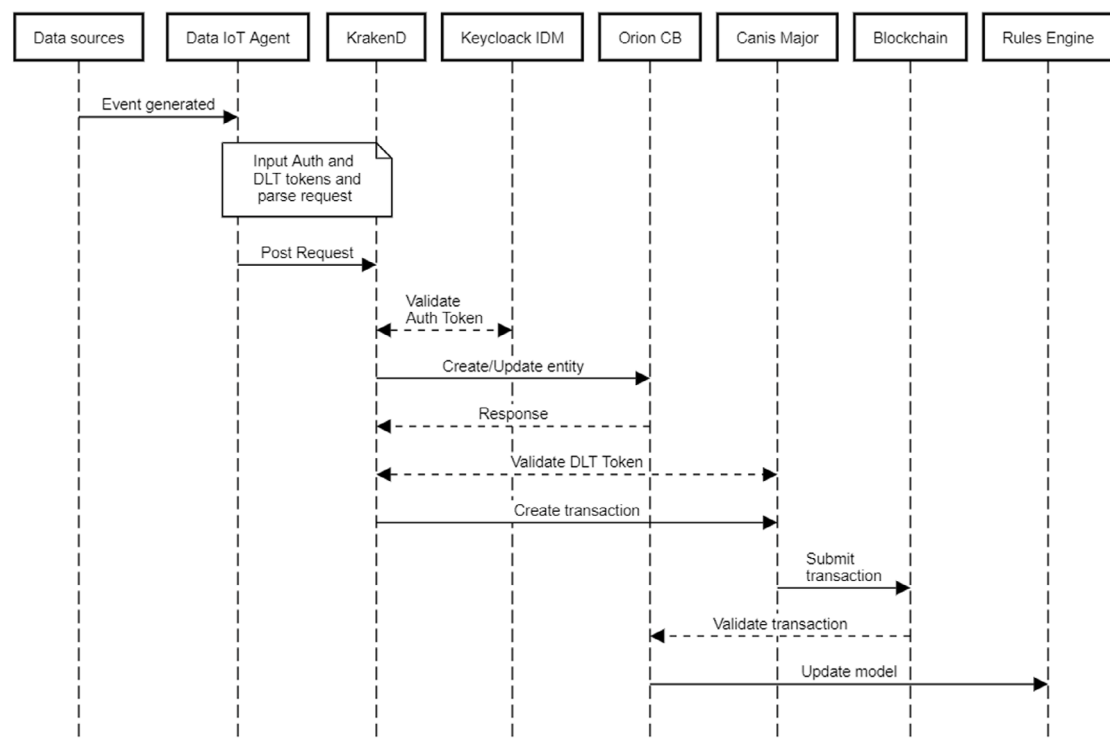 Data sources
Data IoT Agent
KrakenD
Keycloack IDM
Orion CB
Canis Major
Blockchain
Rules Engine
Event generated
Input Auth and
DLT tokens and
parse request
Post Request
Validate
Auth Token
Create/Update entity
Response
Validate DLT Token
Create transaction
Submit
transaction
Validate transaction
Update model